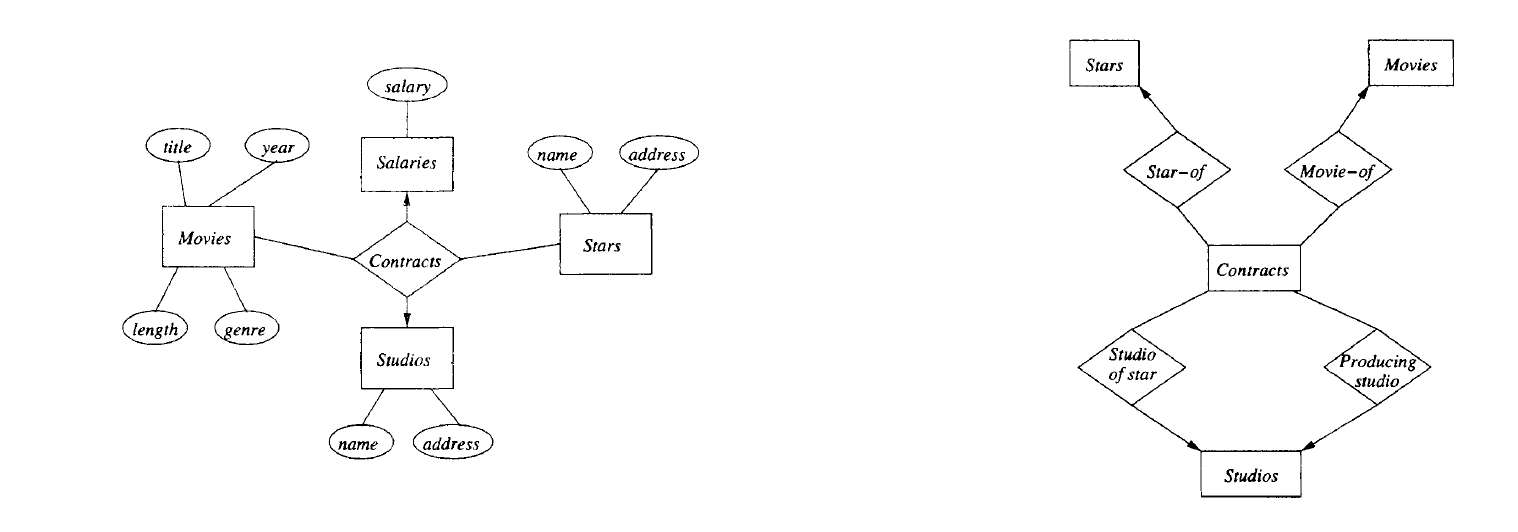 salary
title
year
Salaries
name
address
Movies
Contracts
Stars
length
genre
Studios
name
address
Stars
Movies
Star-of
Movie-of
Contracts
Studio
of star
Producing
studio
Studios